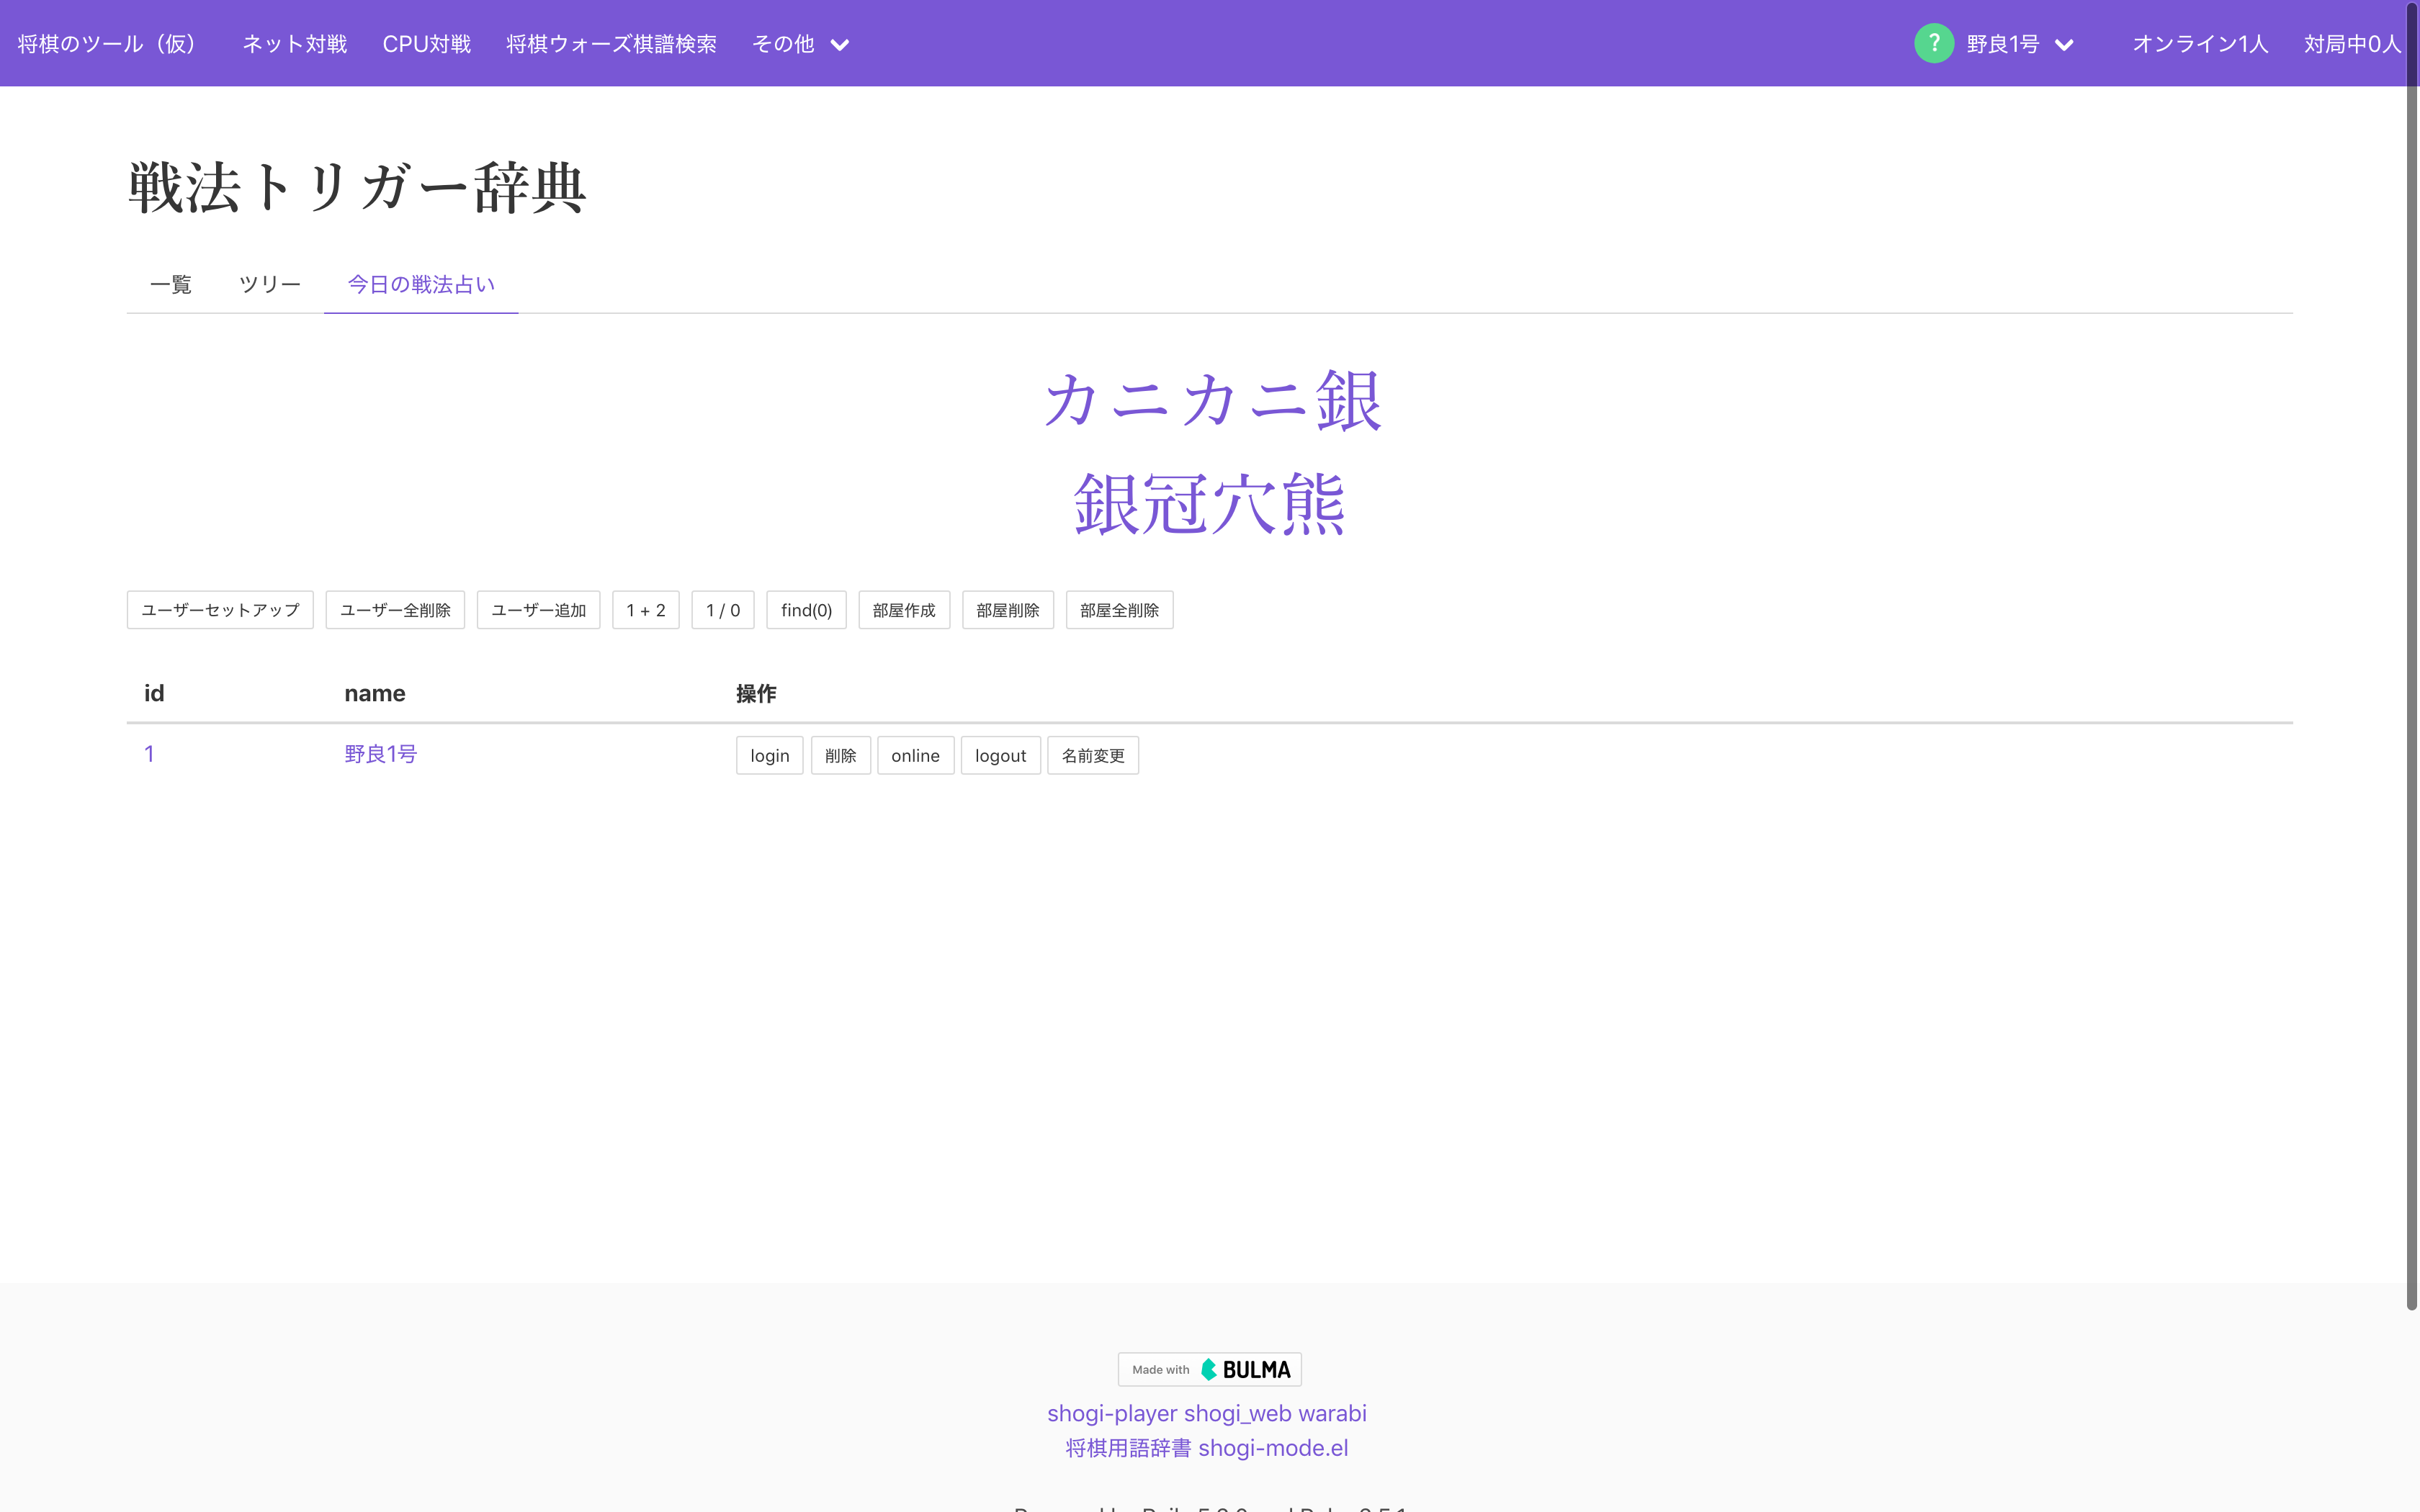 将棋のツール（仮） ネット対戦 CPU対戦 将棋ウォーズ棋譜検索 その他 ? 野良1号 オンライン1人 対局中0人
戦法トリガー辞典
一覧 ツリー 今日の戦法占い
カニカニ銀
銀冠穴熊
ユーザーセットアップ ユーザー全削除 ユーザー追加 1 + 2 1 / 0 find(0) 部屋作成 部屋削除 部屋全削除
id name 操作
1 野良1号 login 削除 online logout 名前変更
Made with BULMA
shogi-player shogi_web warabi
将棋用語辞書 shogi-mode.el